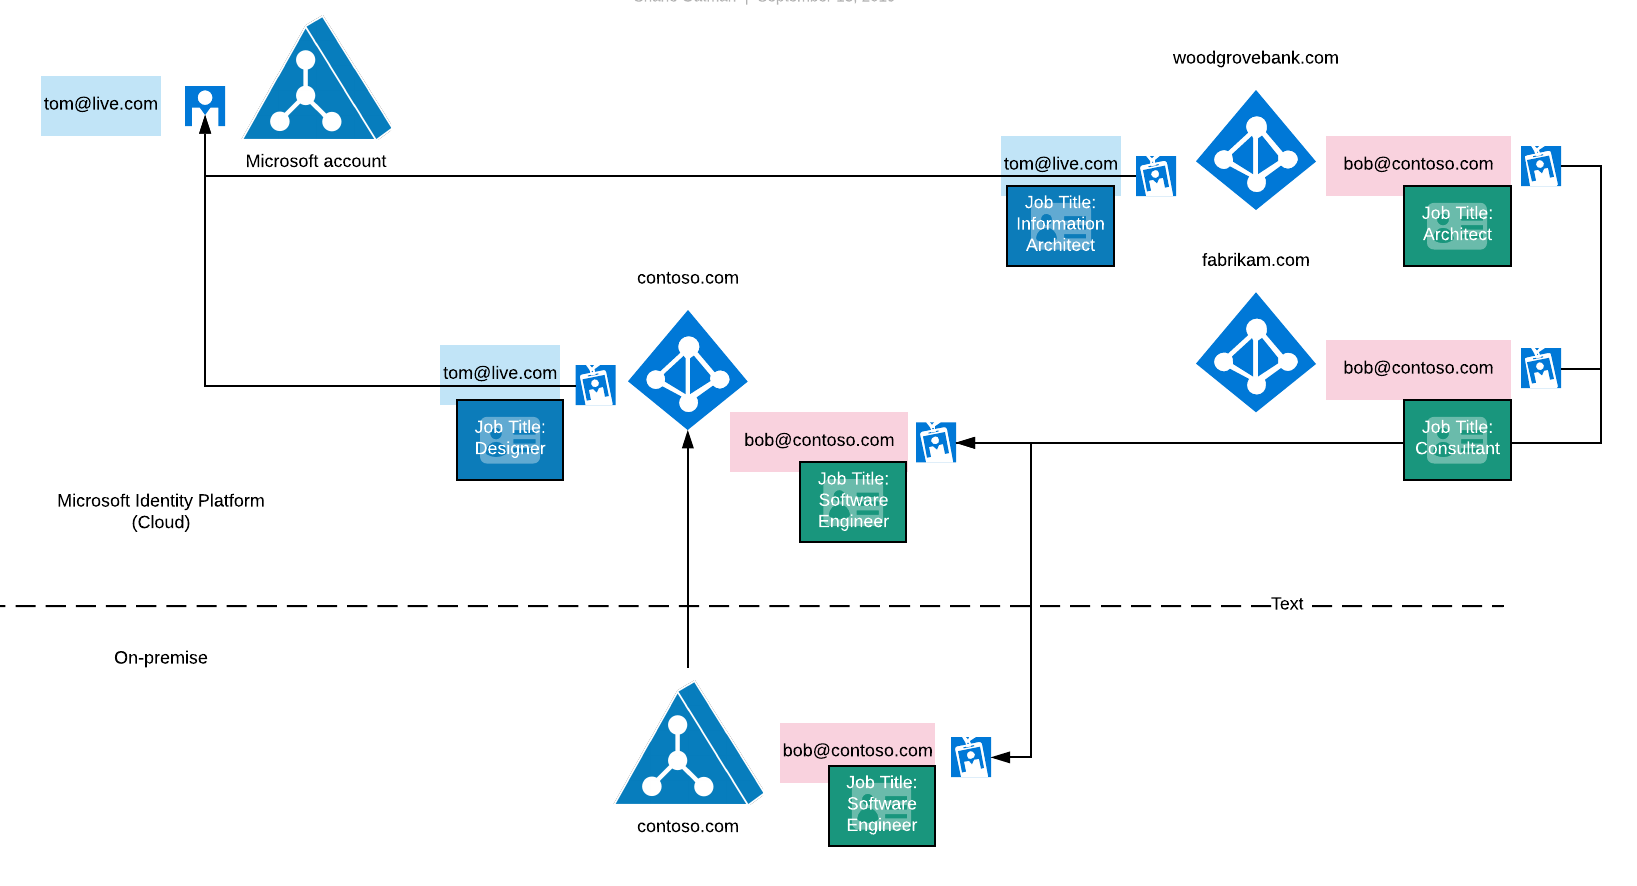 woodgrovebank.com
tom@live.com
Microsoft account
tom@live.com
Job Title:
Information
Architect
bob@contoso.com
Job Title:
Architect
fabrikam.com
bob@contoso.com
Job Title:
Consultant
contoso.com
tom@live.com
Job Title:
Designer
bob@contoso.com
Job Title:
Software
Engineer
Microsoft Identity Platform
(Cloud)
Text
On-premise
bob@contoso.com
Job Title:
Software
Engineer
contoso.com